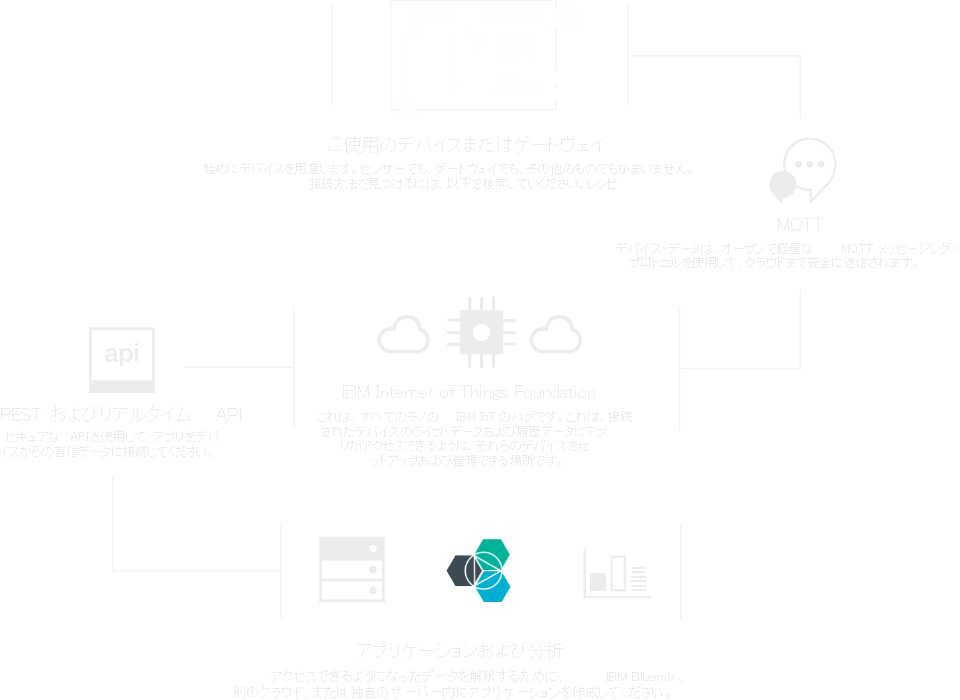 ご使用のデバイスまたはゲートウェイ
始めにデバイスを用意します。センサーでも、ゲートウェイでも、その他のものでもかまいません。
接続方法を見つけるには、以下を検索していください。レシピ
MQTT
デバイス・データは、オープンで軽量な MQTT メッセージング・
プロトコルを使用して、クラウドまで安全に送信されます。
api
IBM Internet of Things Foundation
これは、すべてのモノの IBM IoT のハブです。これは、接続
されたデバイスのライブ・データおよび履歴データにアプ
リがアクセスできるように、それらのデバイスをセ
ットアップおよび管理できる場所です。
REST およびリアルタイム API
セキュアな APIを使用して、アプリをデバ
イスからの着信データに接続してください。
アプリケーションおよび分析
アクセスできるようになったデータを解釈するために、 IBM Bluemix 、
別のクラウド、または独自のサーバー内にアプリケーションを作成してください。